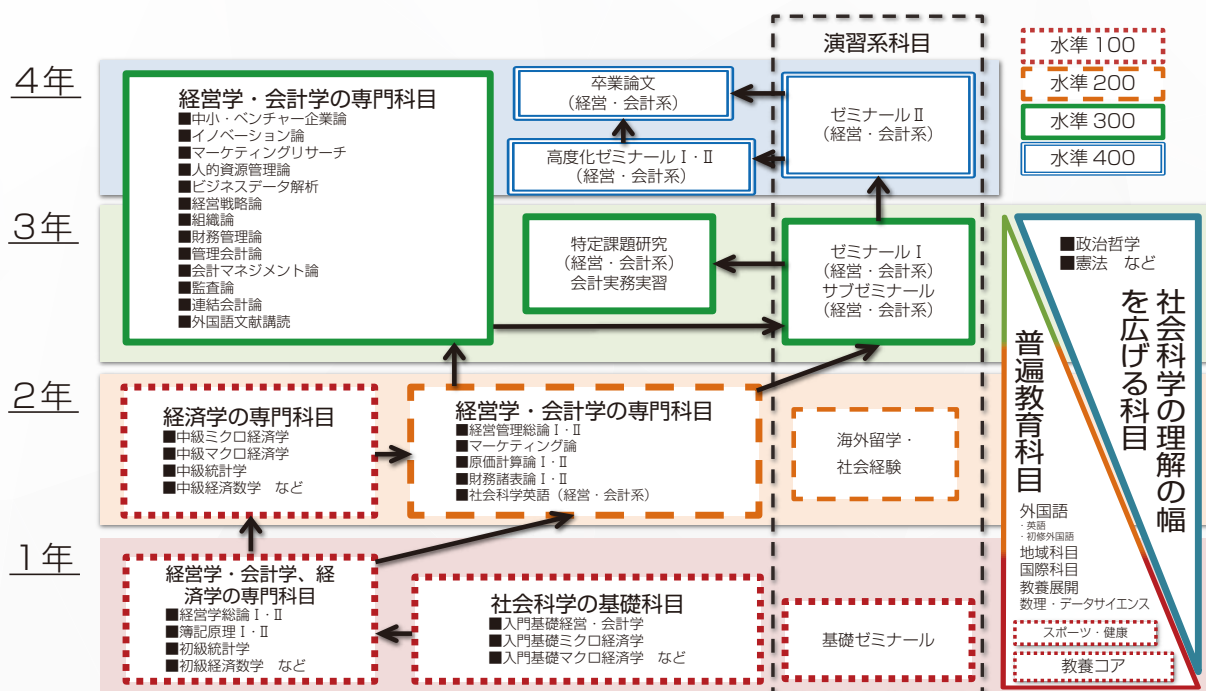 演習系科目
水準100
水準200
水準300
水準400
4年
経営学・会計学の専門科目
■中小・ベンチャー企業論
■イノベーション論
■マーケティングリサーチ
■人的資源管理論
■ビジネスデータ解析
■経営戦略論
■組織論
■財務管理論
■管理会計論
■会計マネジメント論
■監査論
■連結会計論
■外国語文献講読
卒業論文
(経営・会計系)
高度化ゼミナールⅠ・Ⅱ
(経営・会計系)
ゼミナールⅡ
(経営・会計系)
3年
特定課題研究
(経営・会計系)
会計実務実習
ゼミナールⅠ
(経営・会計系)
サブゼミナール
(経営・会計系)
2年
経済学の専門科目
■中級ミクロ経済学
■中級マクロ経済学
■中級統計学
■中級経済数学 など
経営学・会計学の専門科目
■経営管理総論Ⅰ・Ⅱ
■マーケティング論
■原価計算論Ⅰ・Ⅱ
■財務諸表論Ⅰ・Ⅱ
■社会科学英語(経営・会計系)
海外留学・
社会経験
1年
経営学・会計学、経
済学の専門科目
■経営学総論Ⅰ・Ⅱ
■簿記原理Ⅰ・Ⅱ
■初級統計学
■初級経済数学 など
社会科学の基礎科目
■入門基礎経営・会計学
■入門基礎ミクロ経済学
■入門基礎マクロ経済学 など
基礎ゼミナール
■政治哲学
■憲法 など
社会科学の理解の幅
を広げる科目
普遍教育科目
外国語
・英語
・初修外国語
地域科目
国際科目
教養展開
数理・データサイエンス
スポーツ・健康
教養コア